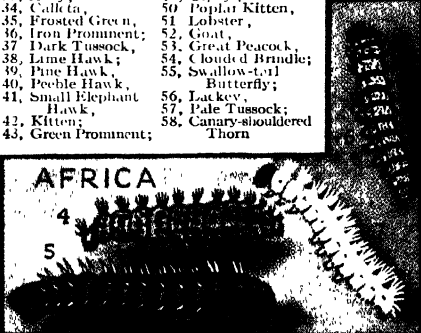 34, Calleta,
35, Frosted Green,
36, Iron Prominent;
37 Dark Tussock,
38, Lime Hawk;
39, Pine Hawk,
40, Peeble Hawk,
41, Small Elephant
Hawk,
42, Kitten;
43, Green Prominent;
50 Poplar Kitten,
51 Lobster,
52, Goat,
53, Great Peacock,
54, Clouded Brindle;
55, Swallow-tail
Butterfly;
56, Lackey,
57, Pale Tussock;
58, Canary-shouldered
Thorn
AFRICA
4
5